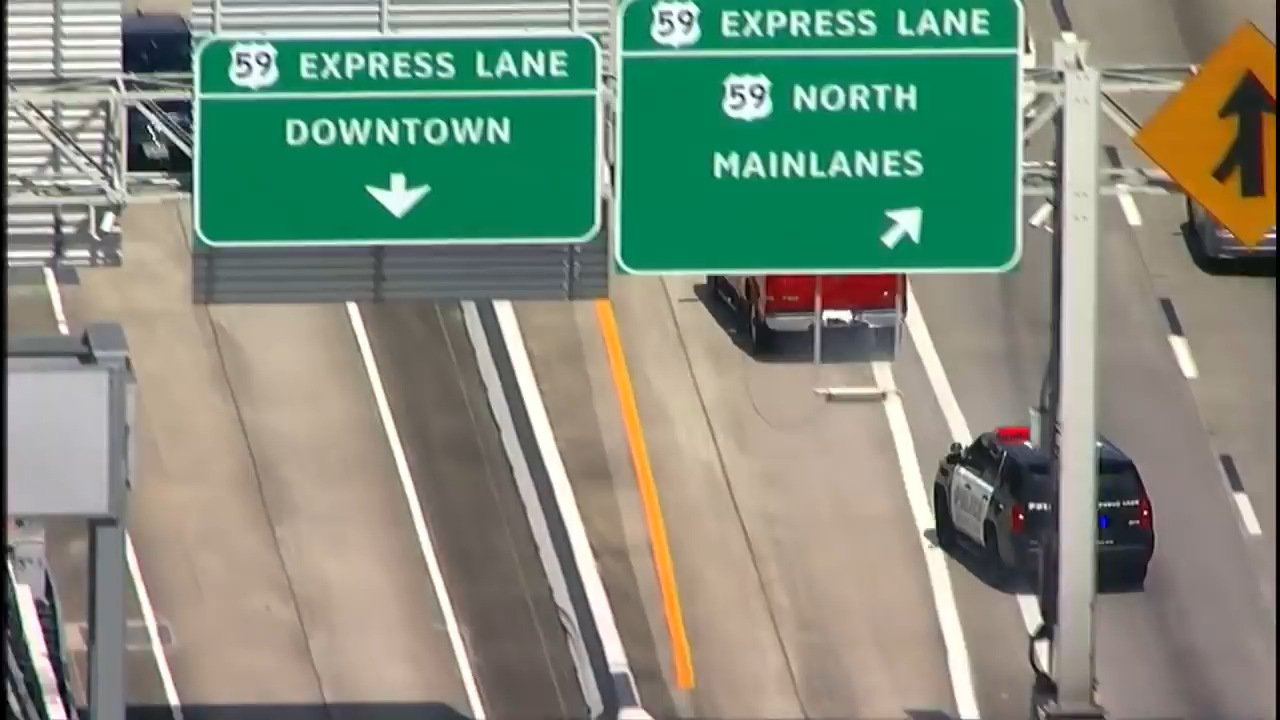 59 EXPRESS LANE
DOWNTOWN
59 EXPRESS LANE
59 NORTH
MAINLANES